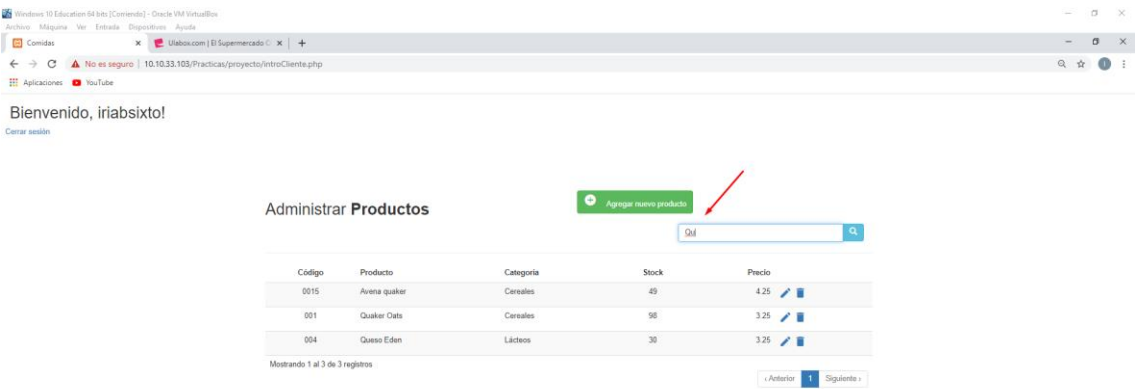 Windows 10 Education 64 bits [Corriendo] - Oracle VM VirtualBox
Archivo Máquina Ver Entrada Dispositivos Ayuda
Comidas Ulabox.com | El Supermercado
No es seguro 10.10.33.103/Practicas/proyecto/introCliente.php
Aplicaciones YouTube
Bienvenido, iriabsixto!
Cerrar sesión
Administrar Productos Agregar nuevo producto
Qu
Código Producto Categoria Stock Precio
0015 Avena quaker Cereales 49 4.25
001 Quaker Oats Cereales 98 3.25
004 Queso Eden Lácteos 30 3.25
Mostrando 1 al 3 de 3 registros
‹ Anterior 1 Siguiente ›